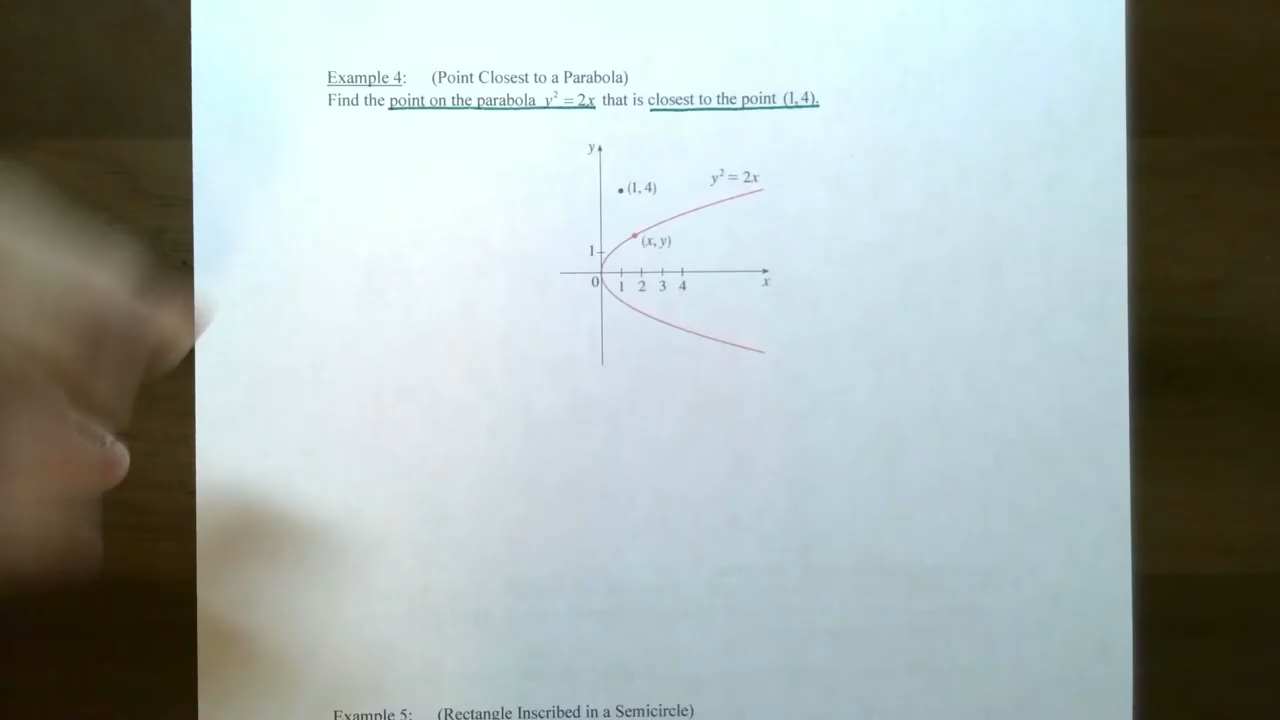 Example 4: (Point Closest to a Parabola)
Find the point on the parabola y² = 2x that is closest to the point (1, 4).
y
(1, 4)
y² = 2x
(x, y)
1
0 1 2 3 4 x
Example 5: (Rectangle Inscribed in a Semicircle)